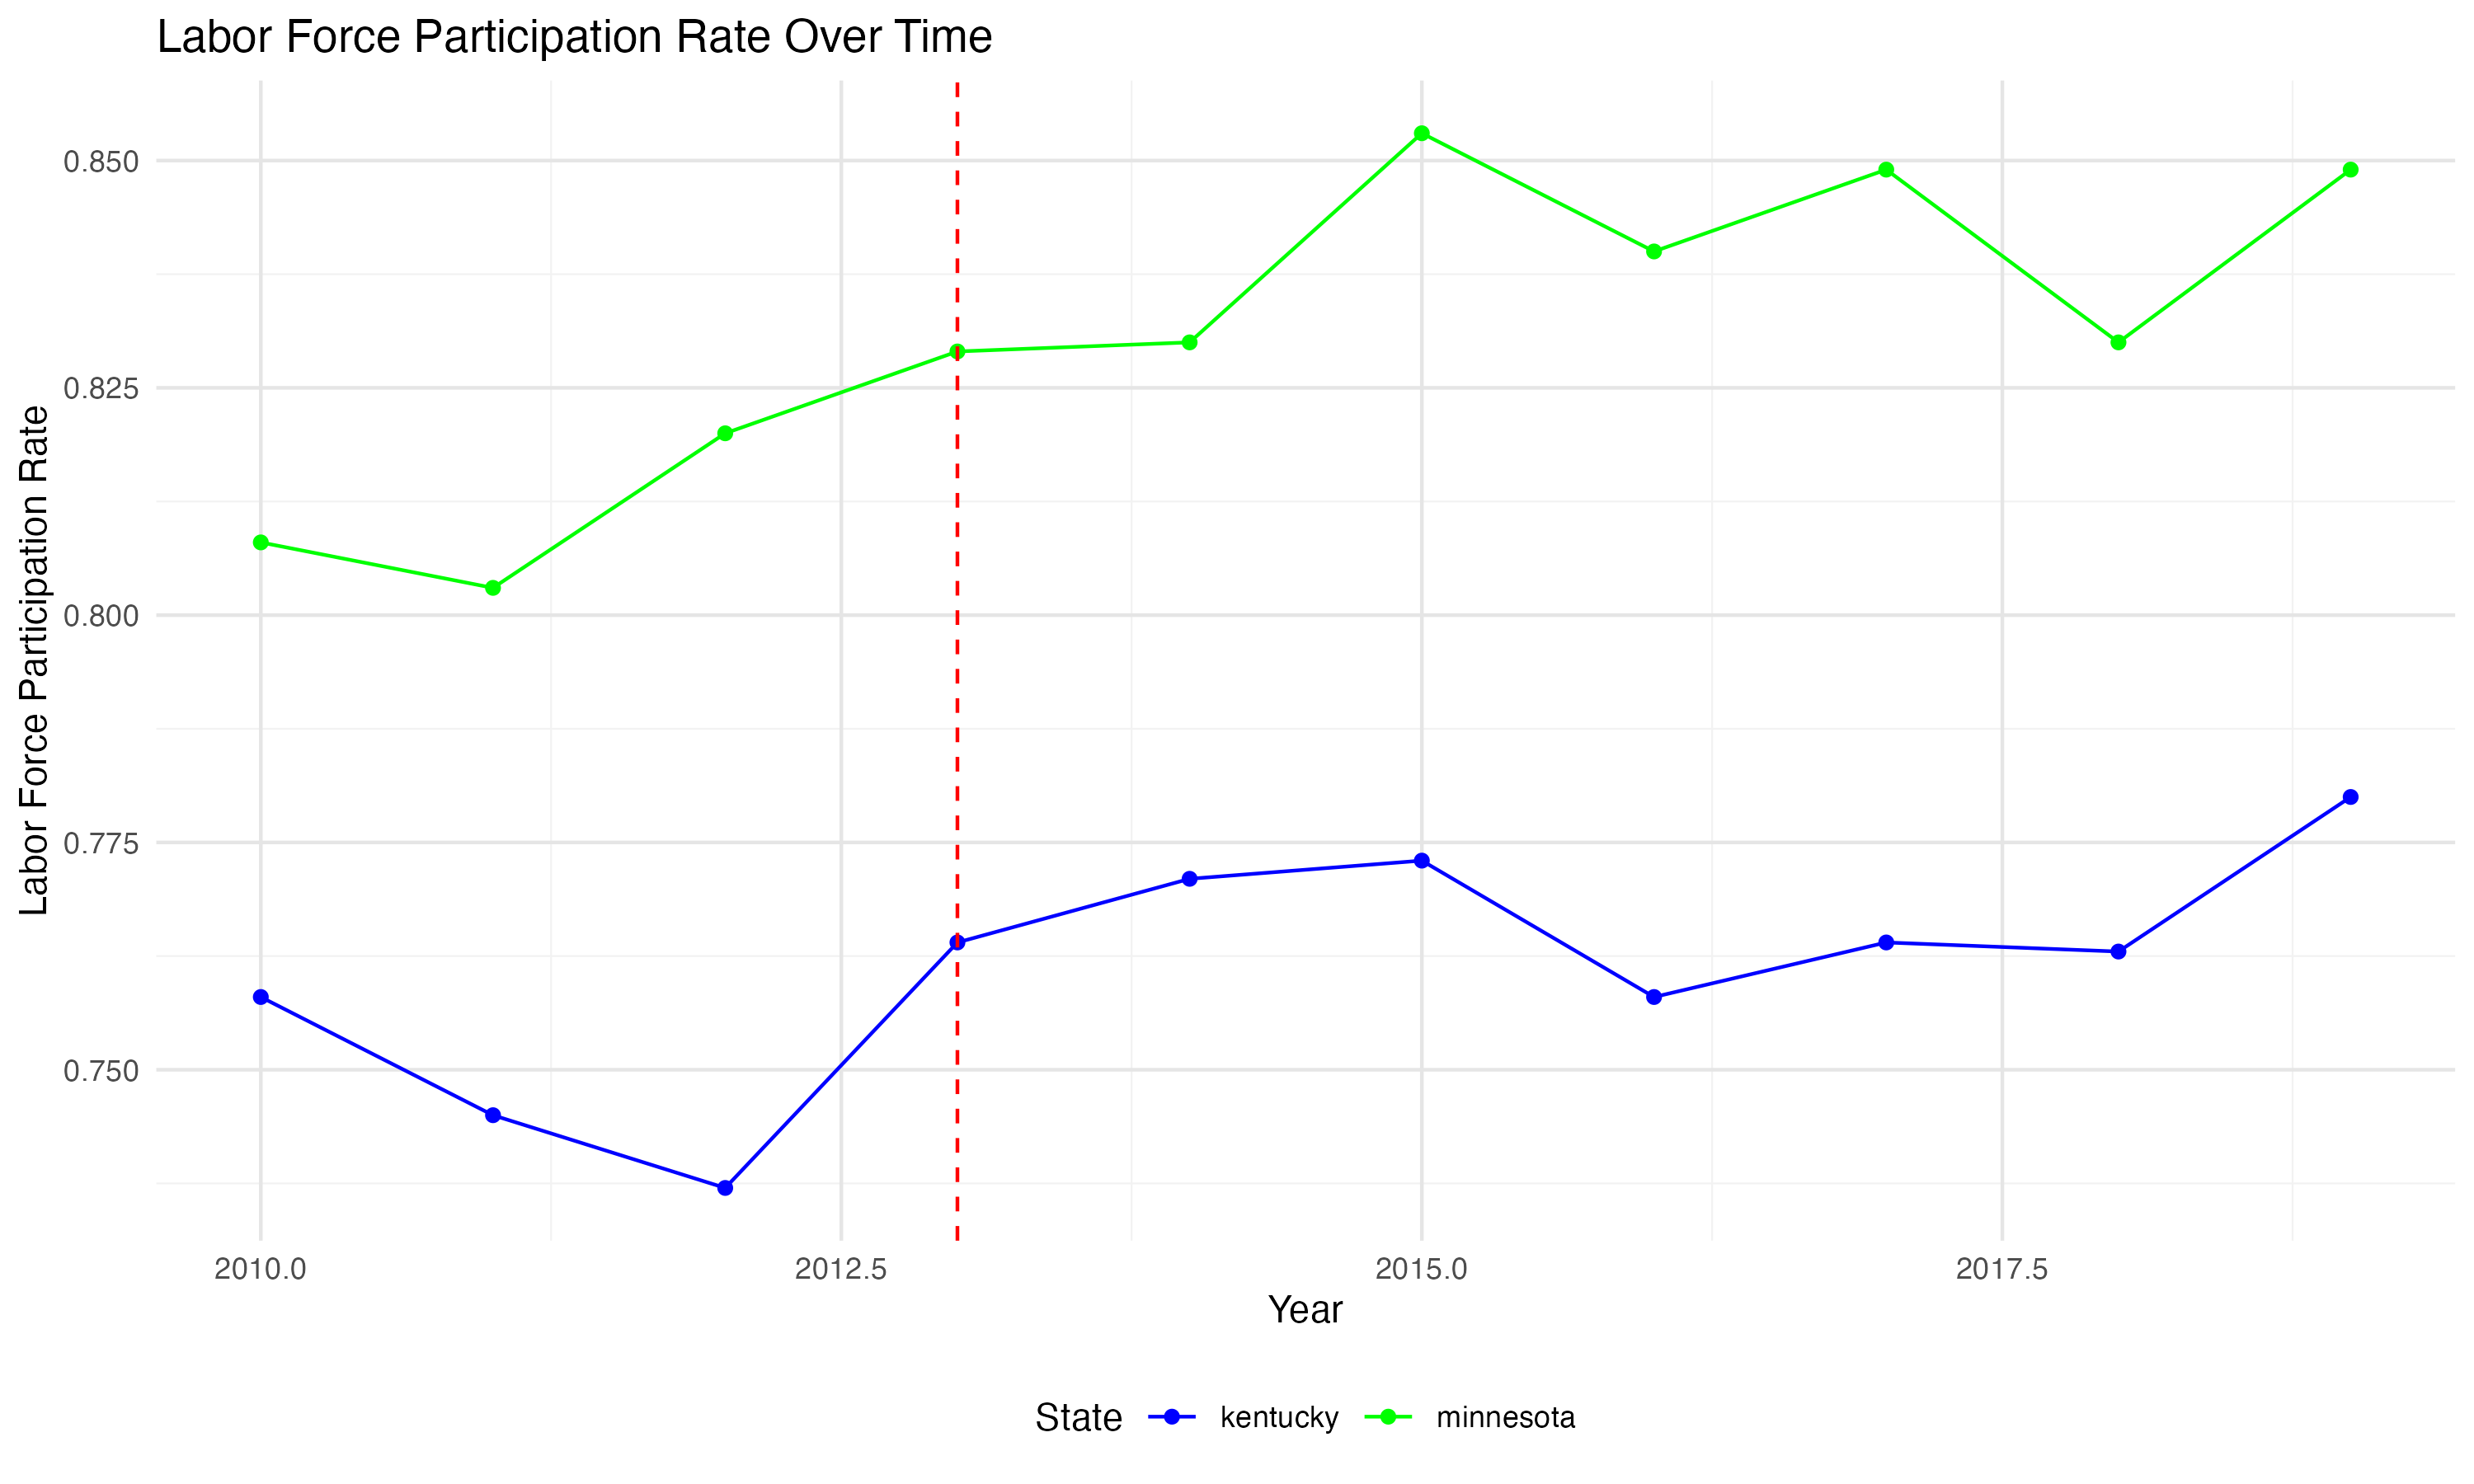 Labor Force Participation Rate Over Time
Labor Force Participation Rate
0.850
0.825
0.800
0.775
0.750
2010.0 2012.5 2015.0 2017.5
Year
State kentucky minnesota